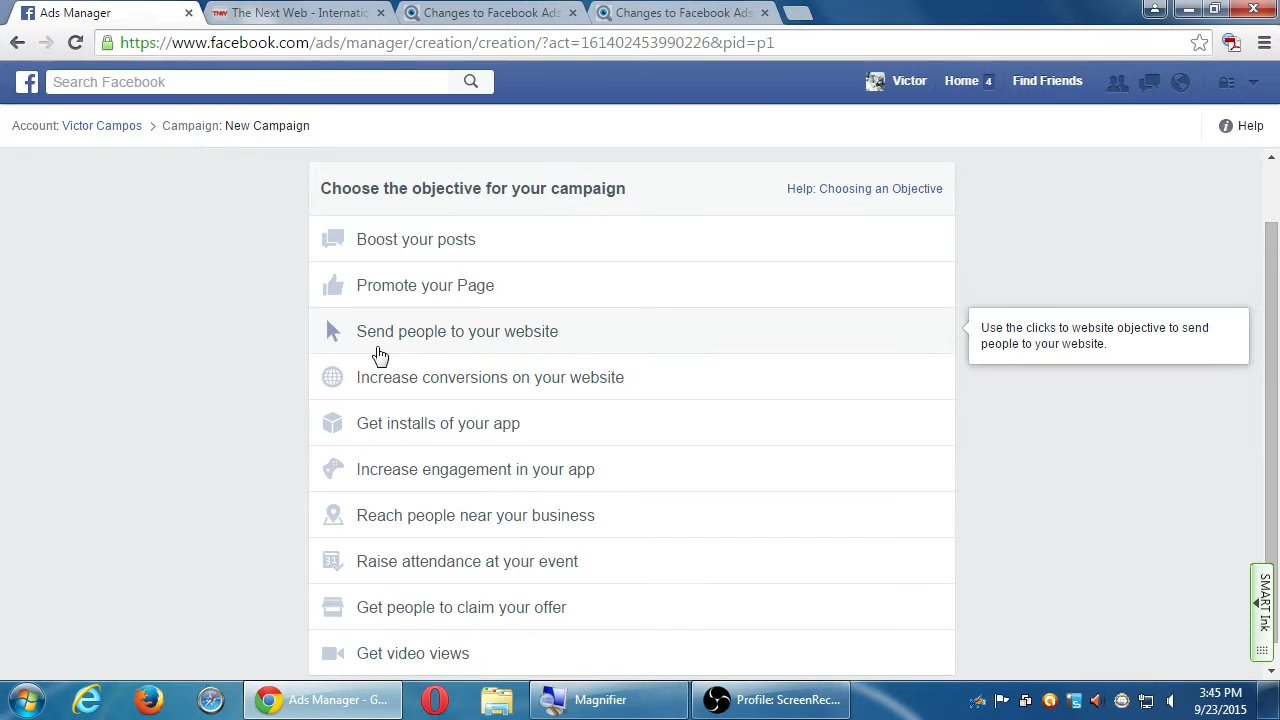 Ads Manager
The Next Web - Internatio
Changes to Facebook Ads
Changes to Facebook Ads
https://www.facebook.com/ads/manager/creation/creation/?act=161402453990226&pid=p1
Search Facebook
Victor
Home 4
Find Friends
Account: Victor Campos > Campaign: New Campaign
Help
Choose the objective for your campaign
Help: Choosing an Objective
Boost your posts
Promote your Page
Send people to your website
Use the clicks to website objective to send
people to your website.
Increase conversions on your website
Get installs of your app
Increase engagement in your app
Reach people near your business
31
Raise attendance at your event
Get people to claim your offer
Get video views
SMART Ink
Ads Manager - G...
Magnifier
Profile: ScreenRec...
3:45 PM
9/23/2015